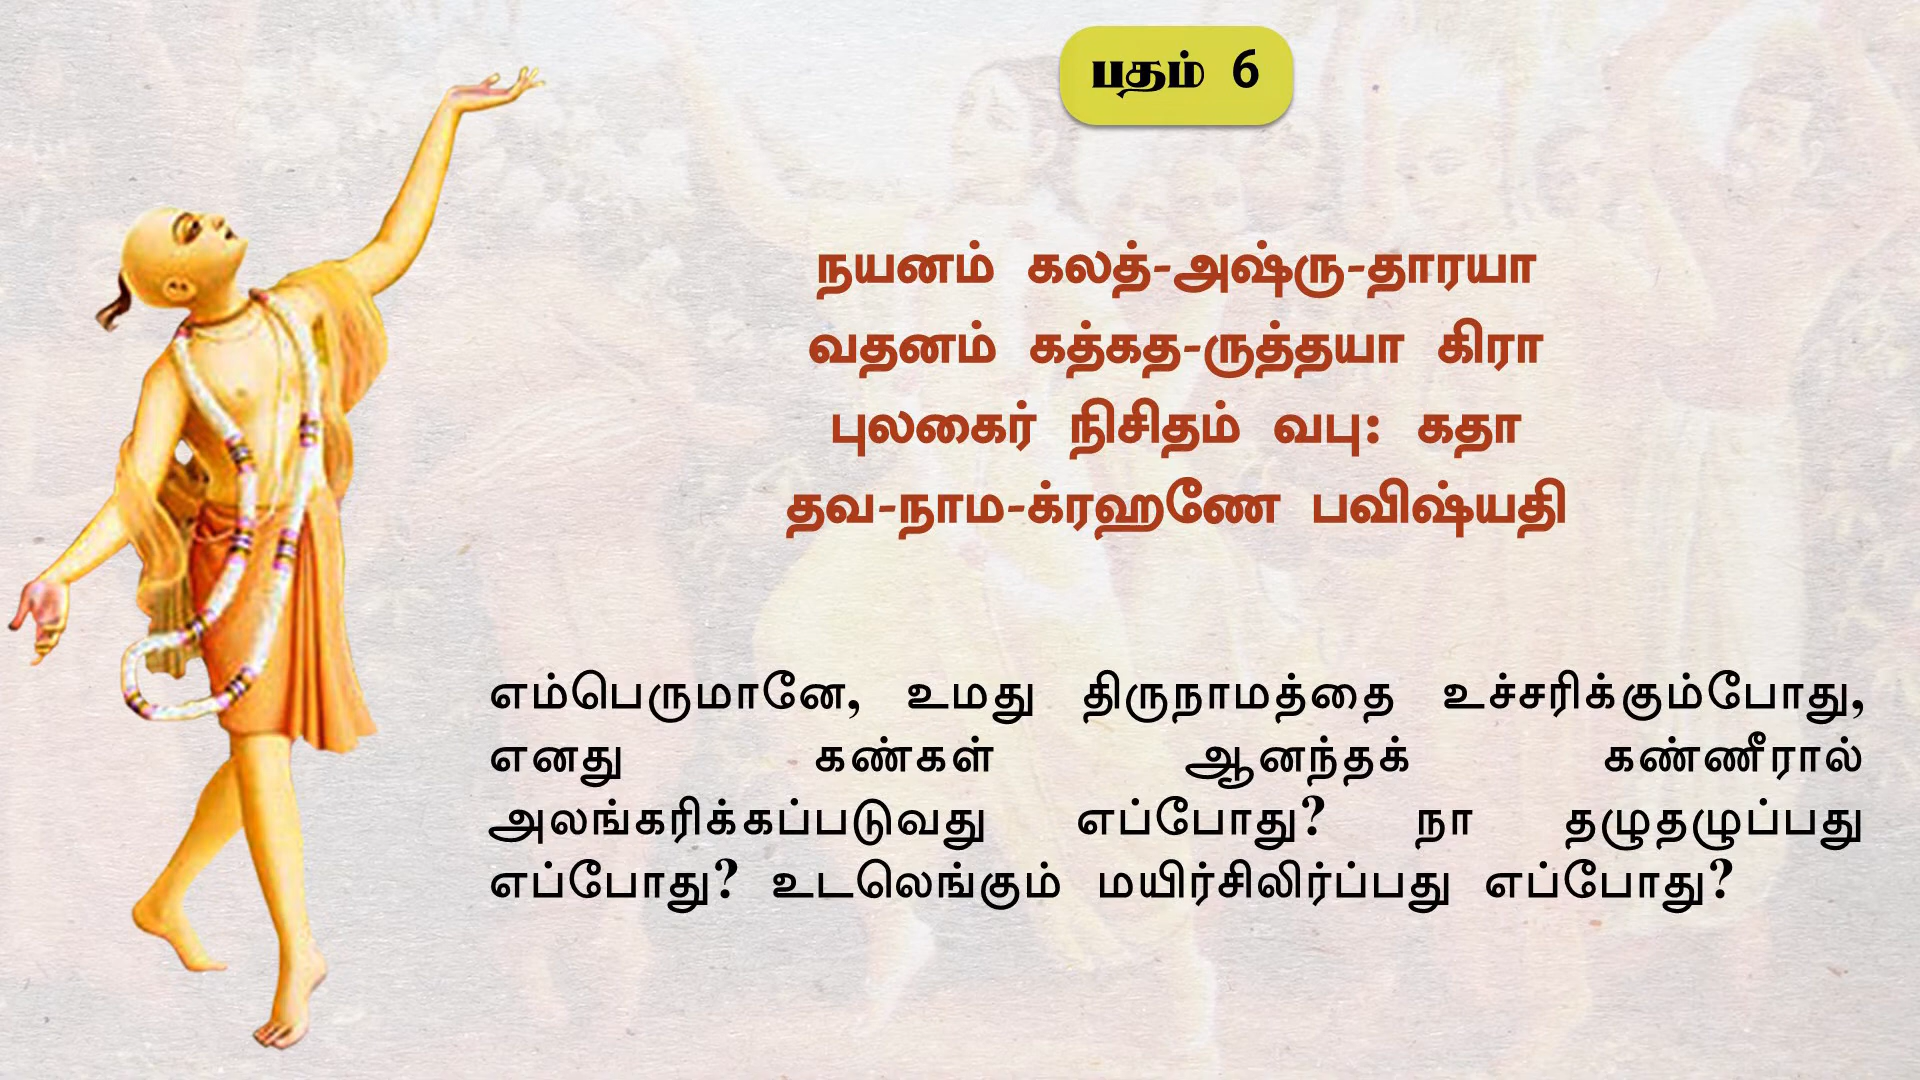 பதம் 6
நயனம் கலத்-அஷ்ரு-தாரயா
வதனம் கத்கத-ருத்தயா கிரா
புலகைர் நிசிதம் வபு: கதா
தவ-நாம-க்ரஹணே பவிஷ்யதி
எம்பெருமானே, உமது திருநாமத்தை உச்சரிக்கும்போது,
எனது கண்கள் ஆனந்தக் கண்ணீரால்
அலங்கரிக்கப்படுவது எப்போது? நா தழுதழுப்பது
எப்போது? உடலெங்கும் மயிர்சிலிர்ப்பது எப்போது?